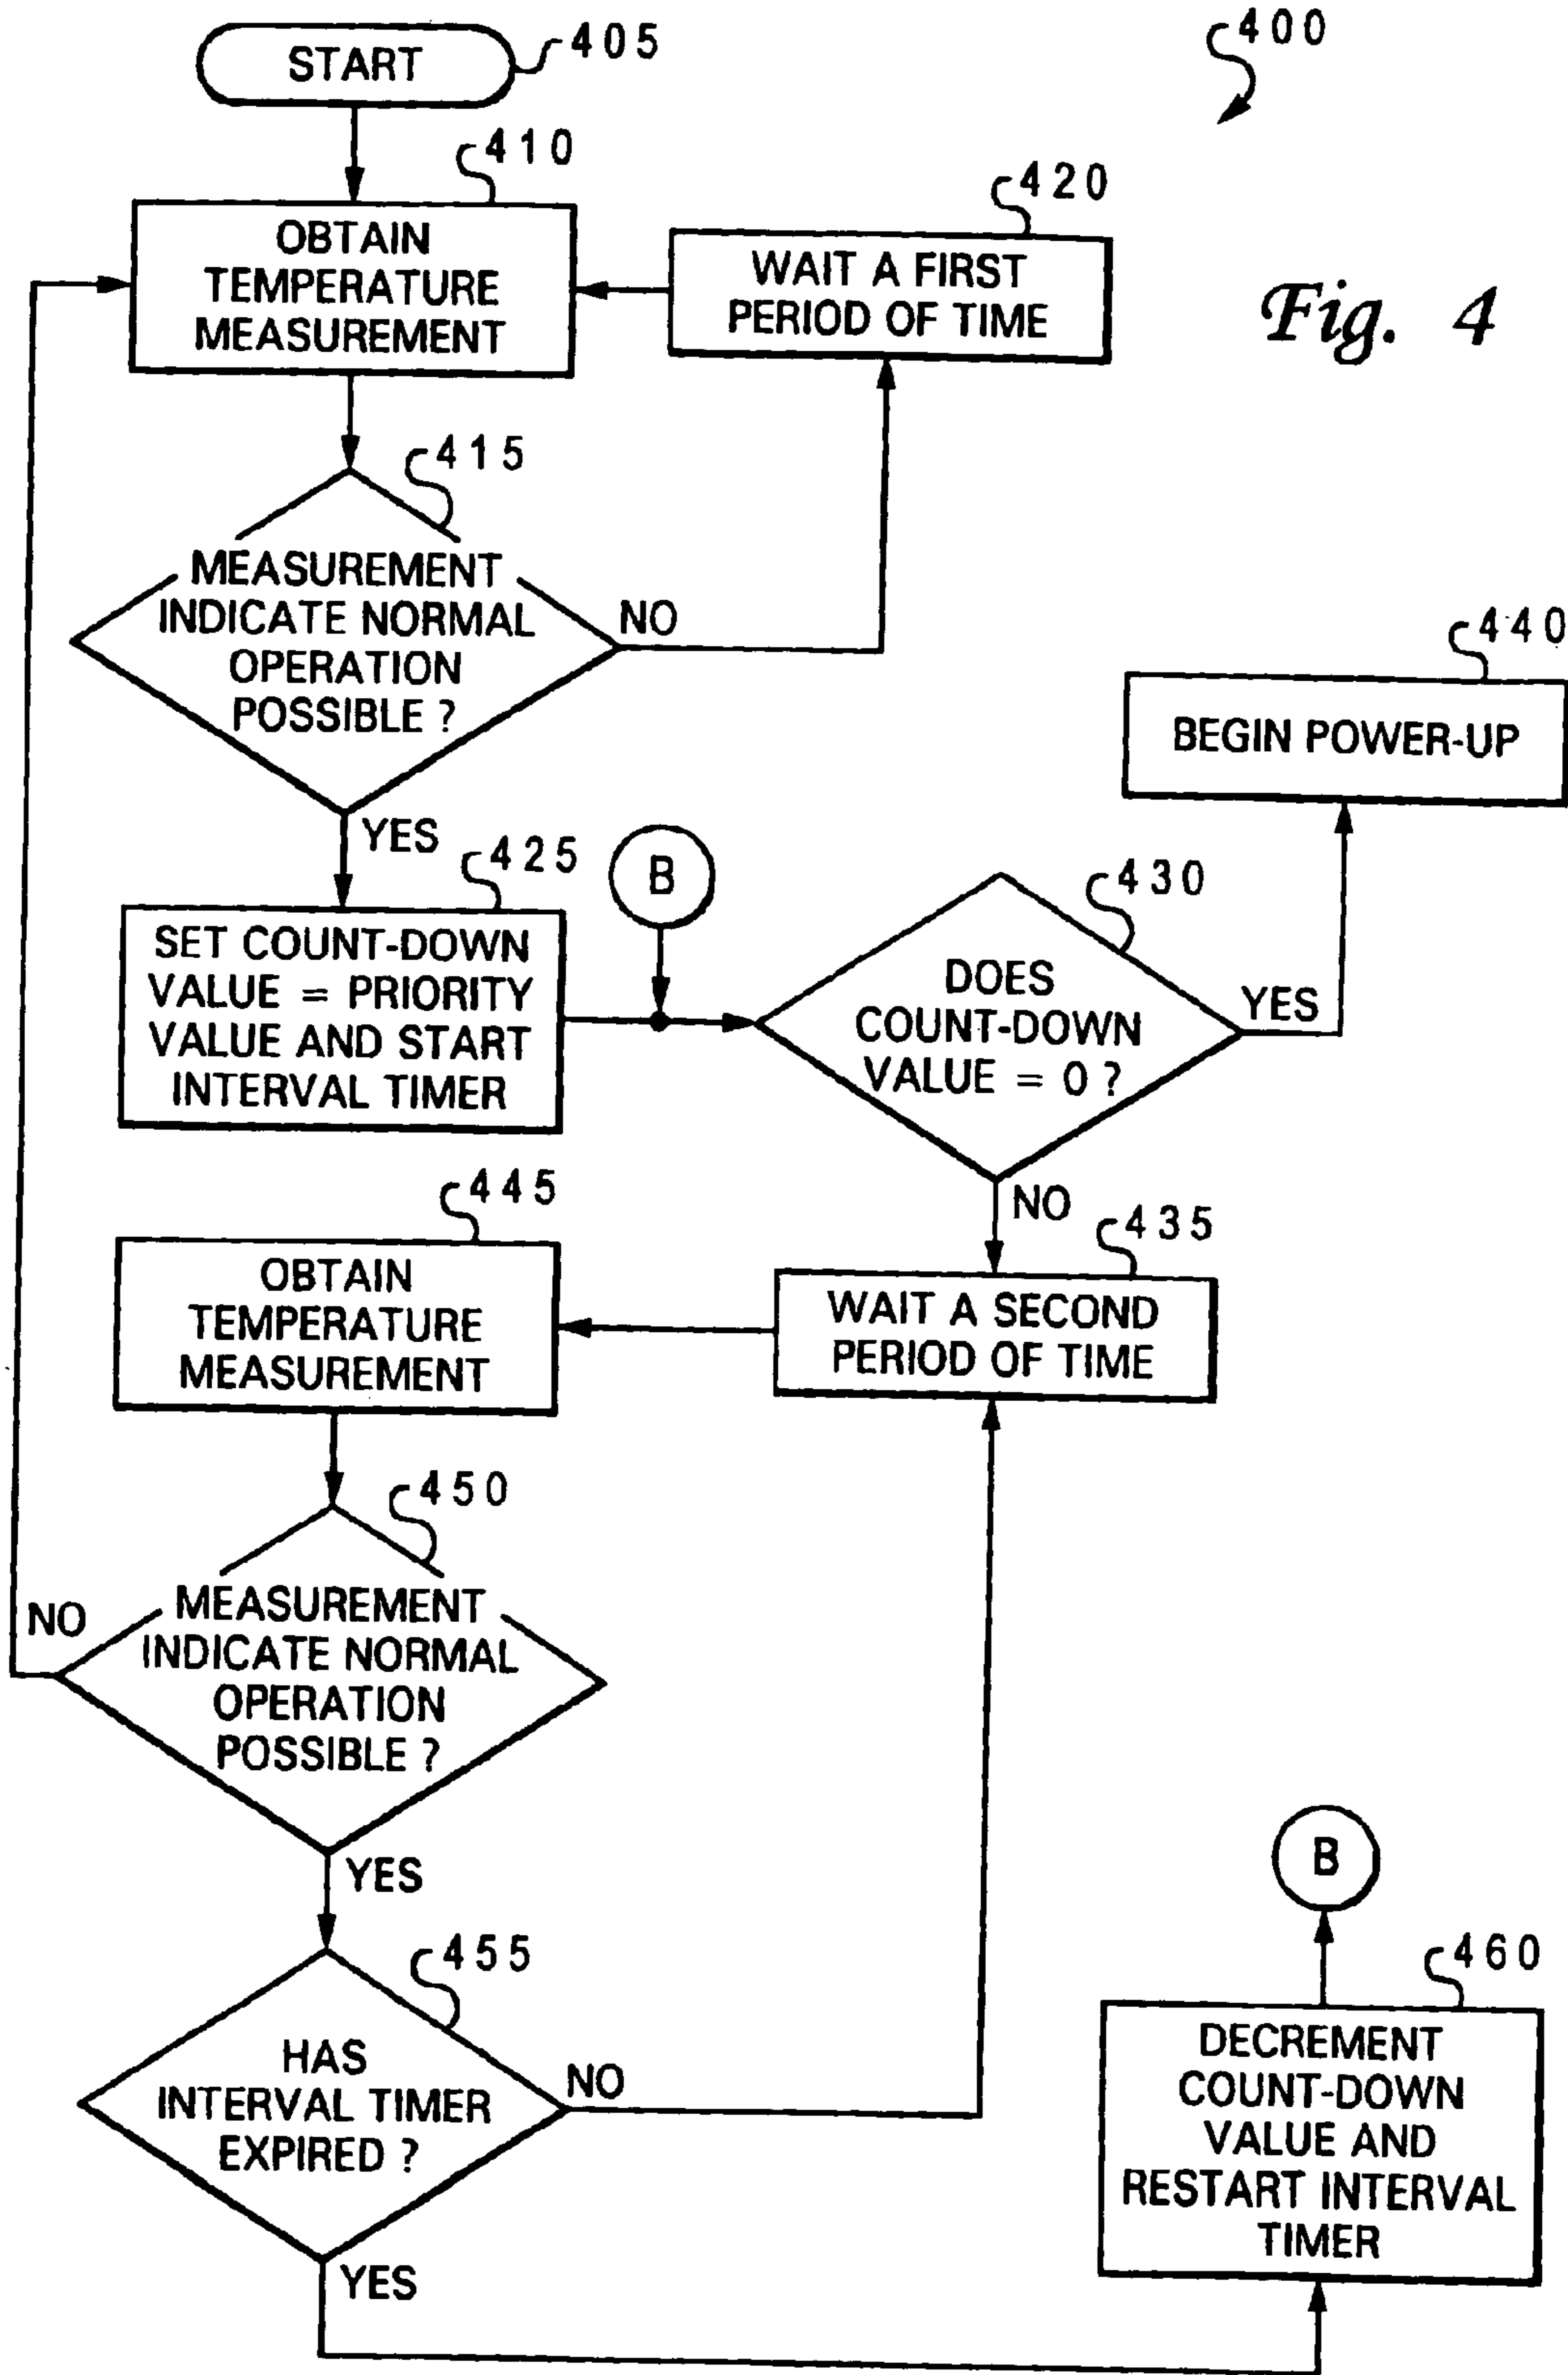 START
405
400
410
OBTAIN
TEMPERATURE
MEASUREMENT
420
WAIT A FIRST
PERIOD OF TIME
Fig. 4
415
MEASUREMENT
INDICATE NORMAL
OPERATION
POSSIBLE ?
NO
YES
440
BEGIN POWER-UP
425
SET COUNT-DOWN
VALUE = PRIORITY
VALUE AND START
INTERVAL TIMER
B
430
DOES
COUNT-DOWN
VALUE = 0 ?
YES
NO
445
OBTAIN
TEMPERATURE
MEASUREMENT
435
WAIT A SECOND
PERIOD OF TIME
450
MEASUREMENT
INDICATE NORMAL
OPERATION
POSSIBLE ?
NO
YES
455
HAS
INTERVAL TIMER
EXPIRED ?
NO
YES
B
460
DECREMENT
COUNT-DOWN
VALUE AND
RESTART INTERVAL
TIMER